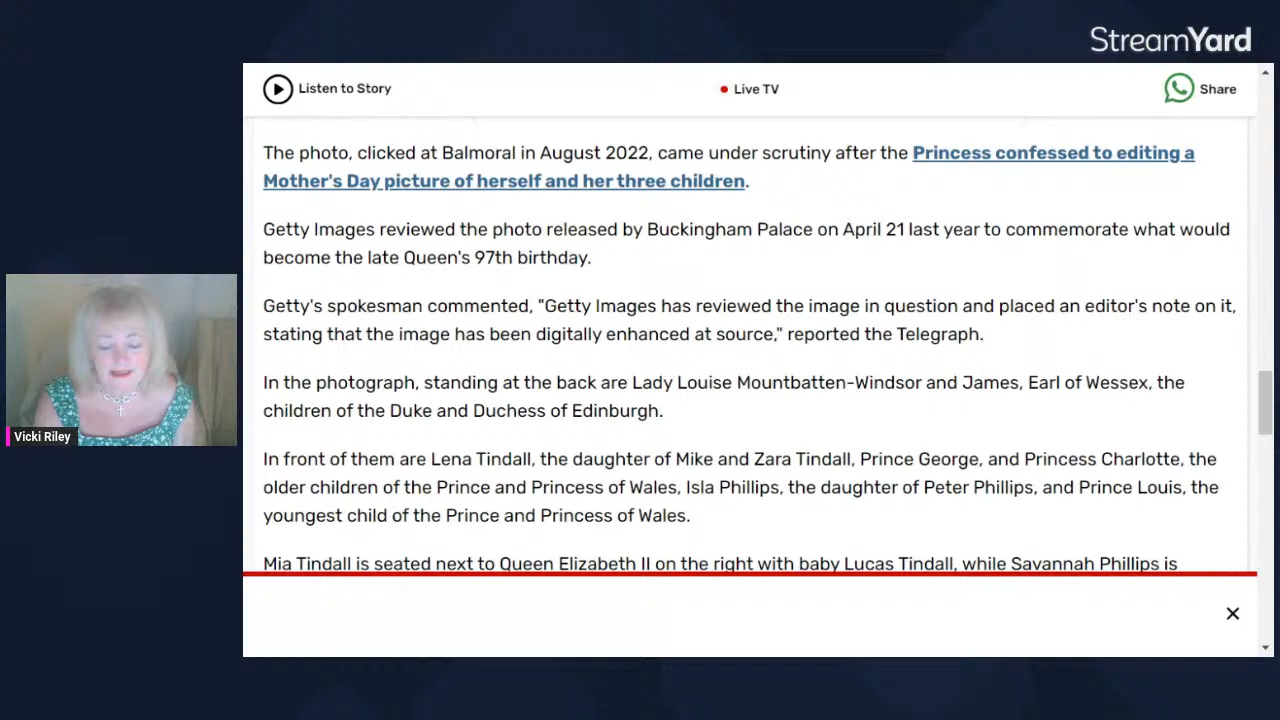 StreamYard
Listen to Story
Live TV
Share
The photo, clicked at Balmoral in August 2022, came under scrutiny after the Princess confessed to editing a
Mother's Day picture of herself and her three children.
Getty Images reviewed the photo released by Buckingham Palace on April 21 last year to commemorate what would
become the late Queen's 97th birthday.
Getty's spokesman commented, "Getty Images has reviewed the image in question and placed an editor's note on it,
stating that the image has been digitally enhanced at source," reported the Telegraph.
In the photograph, standing at the back are Lady Louise Mountbatten-Windsor and James, Earl of Wessex, the
children of the Duke and Duchess of Edinburgh.
In front of them are Lena Tindall, the daughter of Mike and Zara Tindall, Prince George, and Princess Charlotte, the
older children of the Prince and Princess of Wales, Isla Phillips, the daughter of Peter Phillips, and Prince Louis, the
youngest child of the Prince and Princess of Wales.
Mia Tindall is seated next to Queen Elizabeth II on the right with baby Lucas Tindall, while Savannah Phillips is
Vicki Riley